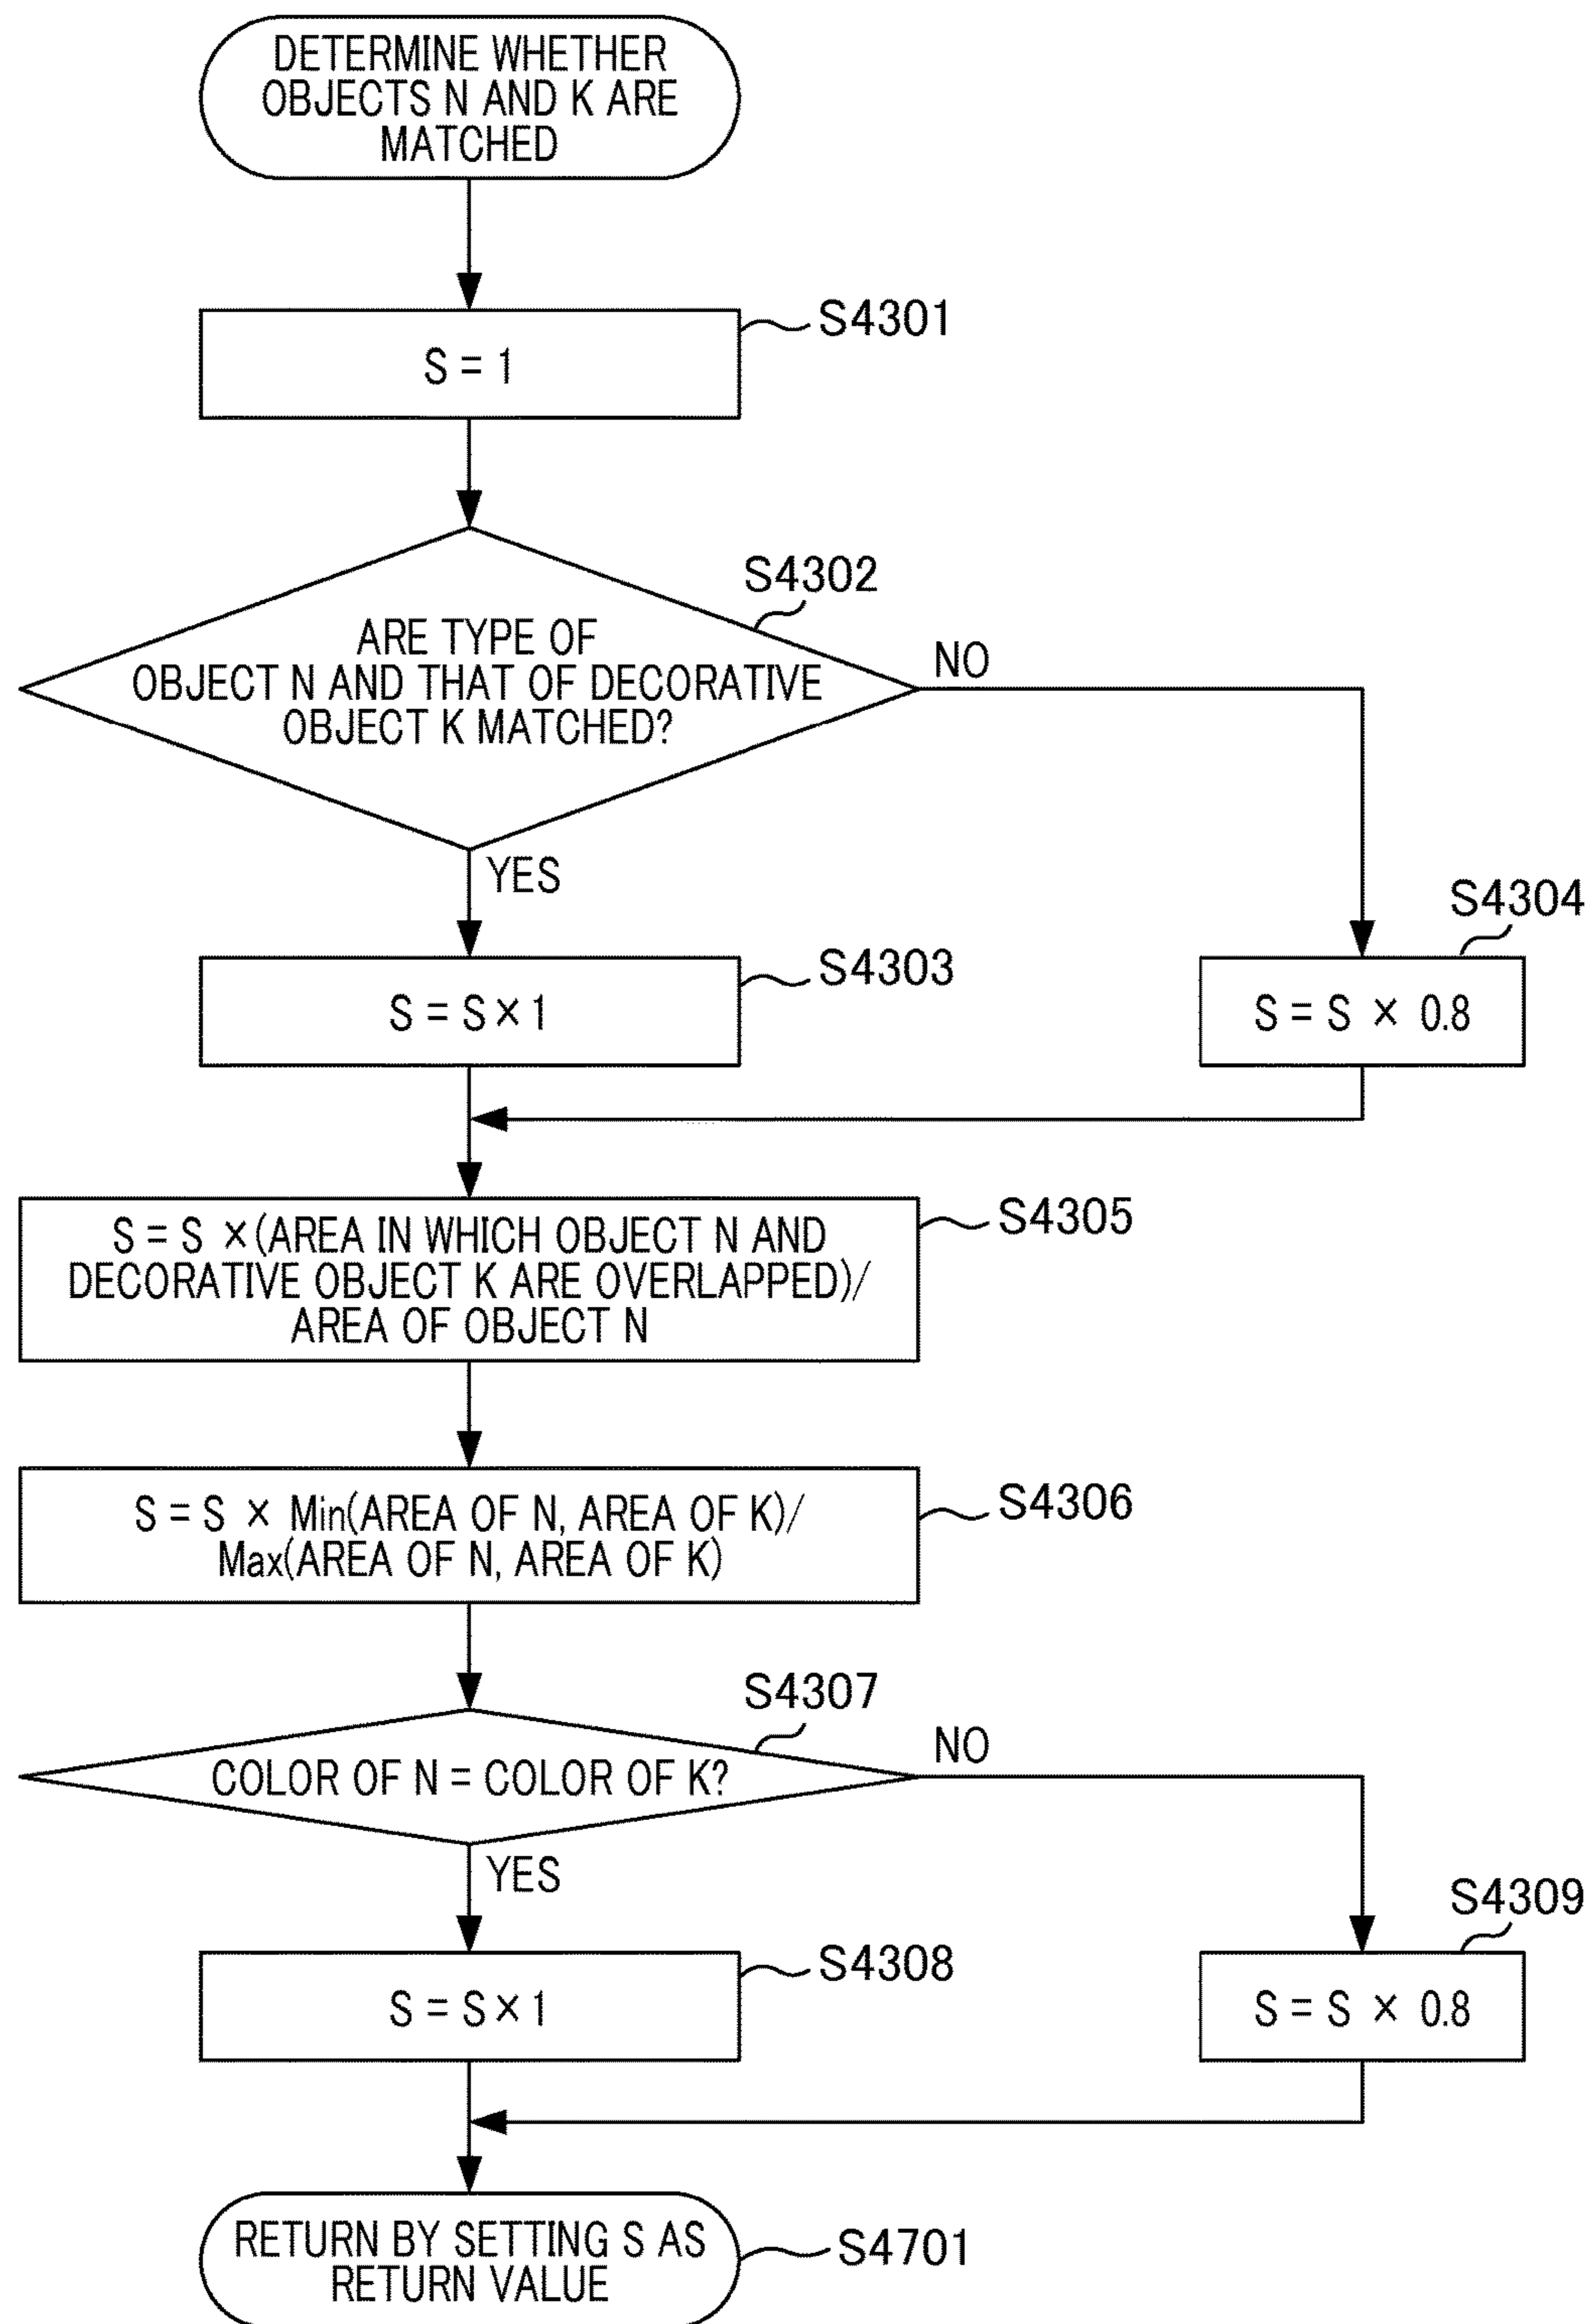 DETERMINE WHETHER
OBJECTS N AND K ARE
MATCHED
S4301
S = 1
S4302
ARE TYPE OF
OBJECT N AND THAT OF DECORATIVE
OBJECT K MATCHED?
NO
YES
S4304
S4303
S = S × 1
S = S × 0.8
S4305
S = S ×(AREA IN WHICH OBJECT N AND
DECORATIVE OBJECT K ARE OVERLAPPED)/
AREA OF OBJECT N
S4306
S = S × Min(AREA OF N, AREA OF K)/
Max(AREA OF N, AREA OF K)
S4307
COLOR OF N = COLOR OF K?
NO
YES
S4309
S4308
S = S × 1
S = S × 0.8
RETURN BY SETTING S AS
RETURN VALUE
S4701